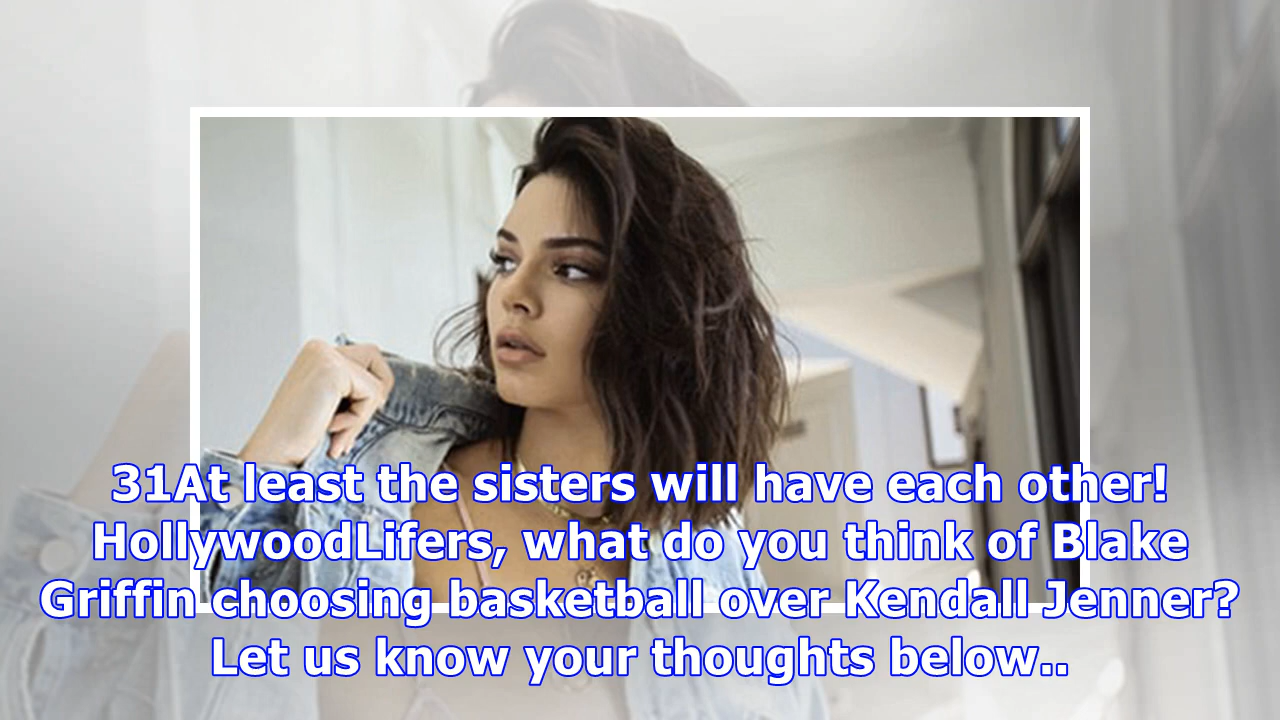 31At least the sisters will have each other!
HollywoodLifers, what do you think of Blake
Griffin choosing basketball over Kendall Jenner?
Let us know your thoughts below..